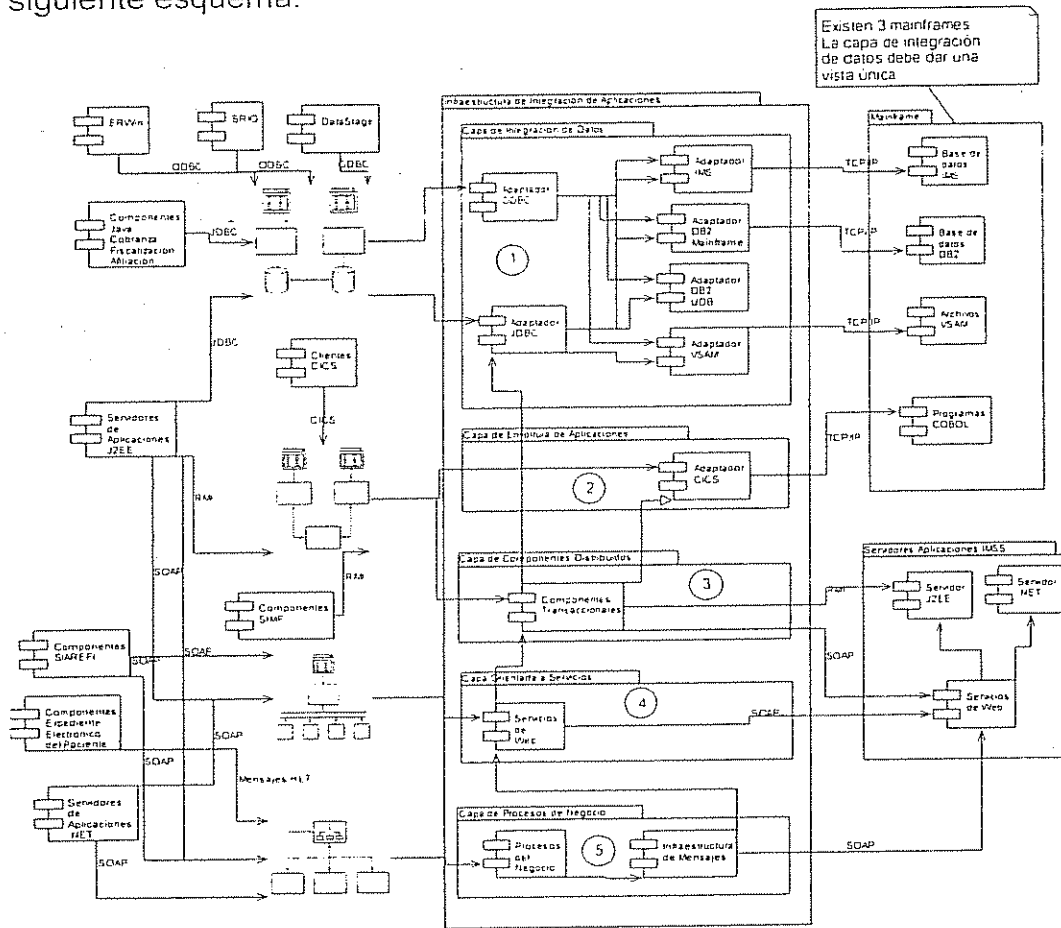 siguiente esquema:
Existen 3 mainframes
La capa de integración
de datos debe dar una
vista única
Infraestructura de Integración de Aplicaciones
ERWin
DataStage
ODBC
ODBC
ODBC
Capa de Integración de Datos
Mainframe
Adaptador
IMS
TCP/IP
Base de
datos
IMS
Adaptador
ODBC
Componentes
Java
Cobranza
Fiscalización
Afiliación
JDBC
Adaptador
DB2
Mainframe
TCP/IP
Base de
datos
DB2
1
Adaptador
DB2
UDB
Adaptador
JDBC
Adaptador
VSAM
TCP/IP
Archivos
VSAM
JDBC
Clientes
CICS
CICS
Servidores
de
Aplicaciones
J2EE
Capa de Envoltura de Aplicaciones
Adaptador
CICS
2
TCP/IP
Programas
COBOL
RMI
Capa de Componentes Distribuidos
3
Servidores Aplicaciones IMSS
SOAP
RMI
Componentes
Transaccionales
RMI
Servidor
J2EE
Servidor
.NET
Componentes
SIAREFI
SOAP
SOAP
SOAP
Capa Orientada a Servicios
4
Servicios
de
Web
SOAP
Servicios
de Web
Componentes
Expediente
Electronico
del Paciente
SOAP
SOAP
Mensajes HL7
Servidores
de
Aplicaciones
.NET
SOAP
Capa de Procesos de Negocio
Procesos
del
Negocio
5
Infraestructura
de Mensajes
SOAP